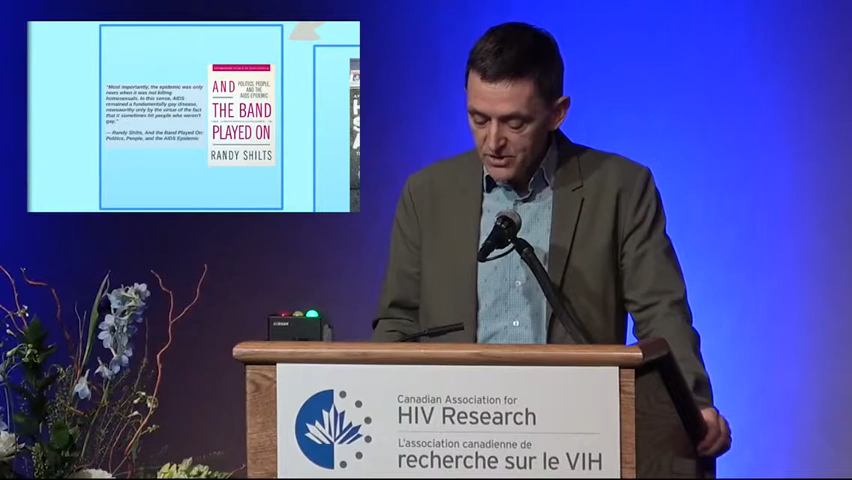 "Most importantly, the epidemic was only
news when it was not killing
homosexuals. In this sense, AIDS
remained a fundamentally gay disease,
newsworthy only by the virtue of the fact
that it sometimes hit people who weren't
gay."
— Randy Shilts, And the Band Played On:
Politics, People, and the AIDS Epidemic
AND POLITICS, PEOPLE,
AND THE
AIDS EPIDEMIC
THE BAND
PLAYED ON
RANDY SHILTS
Canadian Association for
HIV Research
L'association canadienne de
recherche sur le VIH